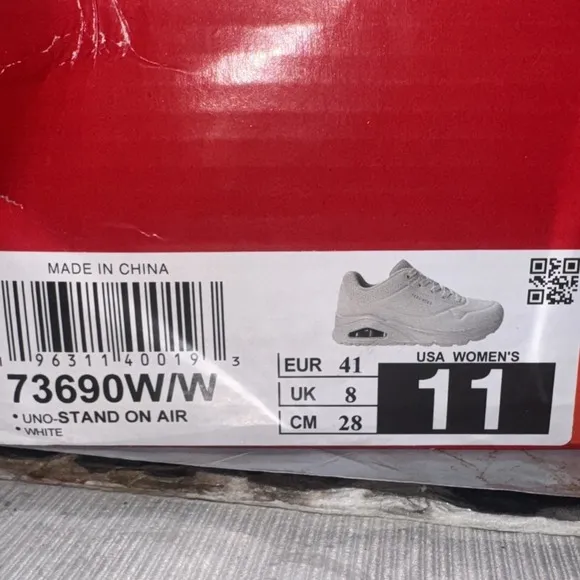 MADE IN CHINA
1 96311 40019 3
73690W/W
• UNO-STAND ON AIR
• WHITE
EUR 41
UK 8
CM 28
USA WOMEN'S
11